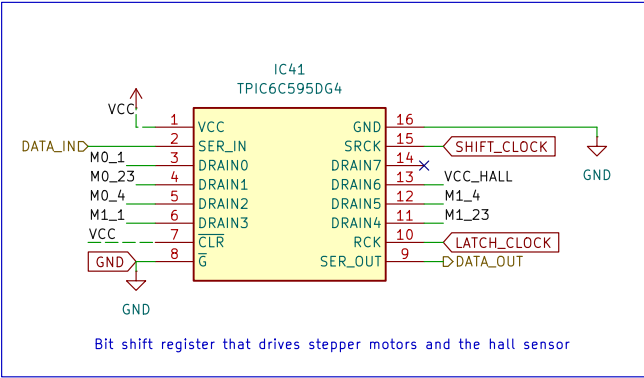 IC41
TPIC6C595DG4
VCC
1 VCC GND 16
DATA_IN 2 SER_IN SRCK 15 SHIFT_CLOCK
M0_1 3 DRAIN0 DRAIN7 14
M0_23 4 DRAIN1 DRAIN6 13 VCC_HALL
M0_4 5 DRAIN2 DRAIN5 12 M1_4
M1_1 6 DRAIN3 DRAIN4 11 M1_23
VCC 7 CLR RCK 10 LATCH_CLOCK
GND 8 G SER_OUT 9 DATA_OUT
GND
GND
Bit shift register that drives stepper motors and the hall sensor